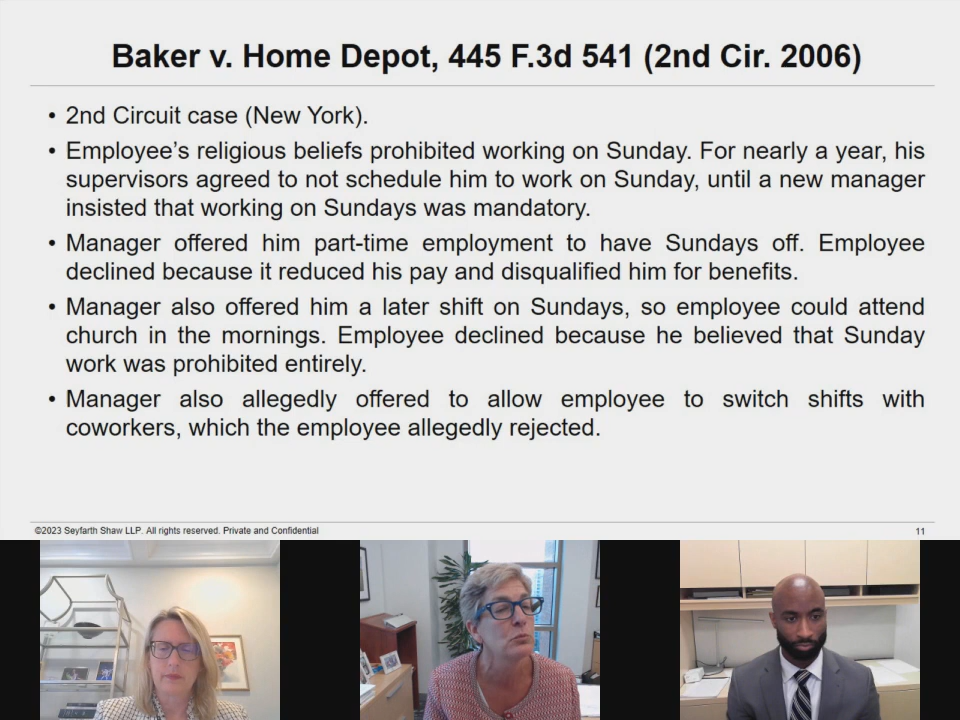 Baker v. Home Depot, 445 F.3d 541 (2nd Cir. 2006)
• 2nd Circuit case (New York).
• Employee’s religious beliefs prohibited working on Sunday. For nearly a year, his
supervisors agreed to not schedule him to work on Sunday, until a new manager
insisted that working on Sundays was mandatory.
• Manager offered him part-time employment to have Sundays off. Employee
declined because it reduced his pay and disqualified him for benefits.
• Manager also offered him a later shift on Sundays, so employee could attend
church in the mornings. Employee declined because he believed that Sunday
work was prohibited entirely.
• Manager also allegedly offered to allow employee to switch shifts with
coworkers, which the employee allegedly rejected.
©2023 Seyfarth Shaw LLP. All rights reserved. Private and Confidential
11